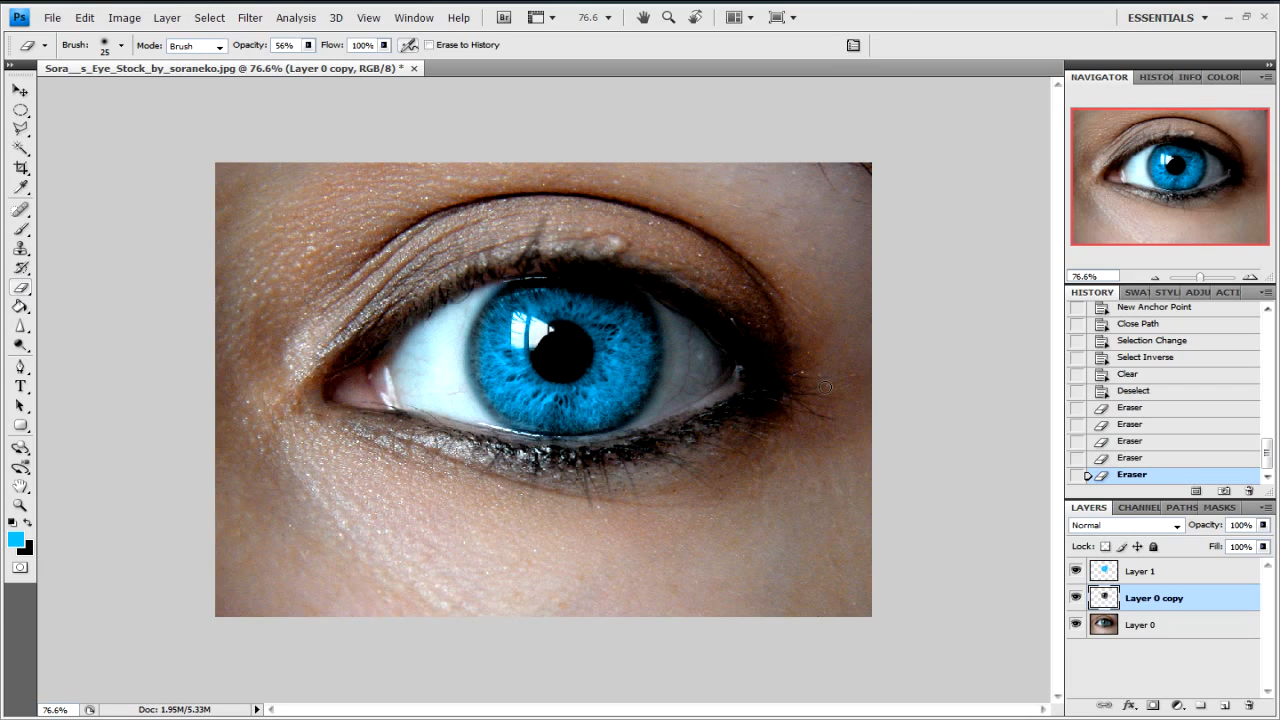 Ps File Edit Image Layer Select Filter Analysis 3D View Window Help Br 76.6 ESSENTIALS
Brush: 25 Mode: Brush Opacity: 56% Flow: 100% Erase to History
Sora__s_Eye_Stock_by_soraneko.jpg @ 76.6% (Layer 0 copy, RGB/8) *
NAVIGATOR HISTO INFO COLOR
76.6%
HISTORY SWA STYL ADJU ACTI
New Anchor Point
Close Path
Selection Change
Select Inverse
Clear
Deselect
Eraser
Eraser
Eraser
Eraser
Eraser
LAYERS CHANNEL PATHS MASKS
Normal Opacity: 100%
Lock: Fill: 100%
Layer 1
Layer 0 copy
Layer 0
76.6% Doc: 1.95M/5.33M